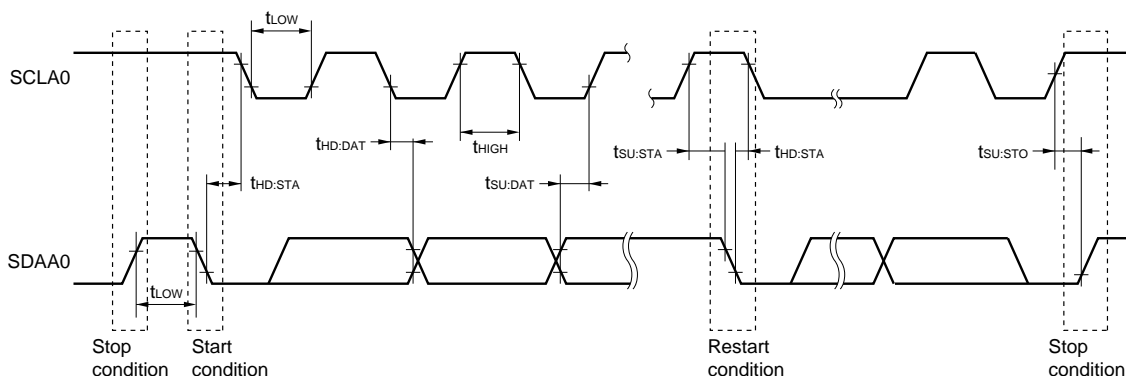 tLOW
SCLA0
tHD:DAT
tHIGH
tSU:STA
tHD:STA
tSU:STO
tHD:STA
tSU:DAT
SDAA0
tLOW
Stop
condition
Start
condition
Restart
condition
Stop
condition